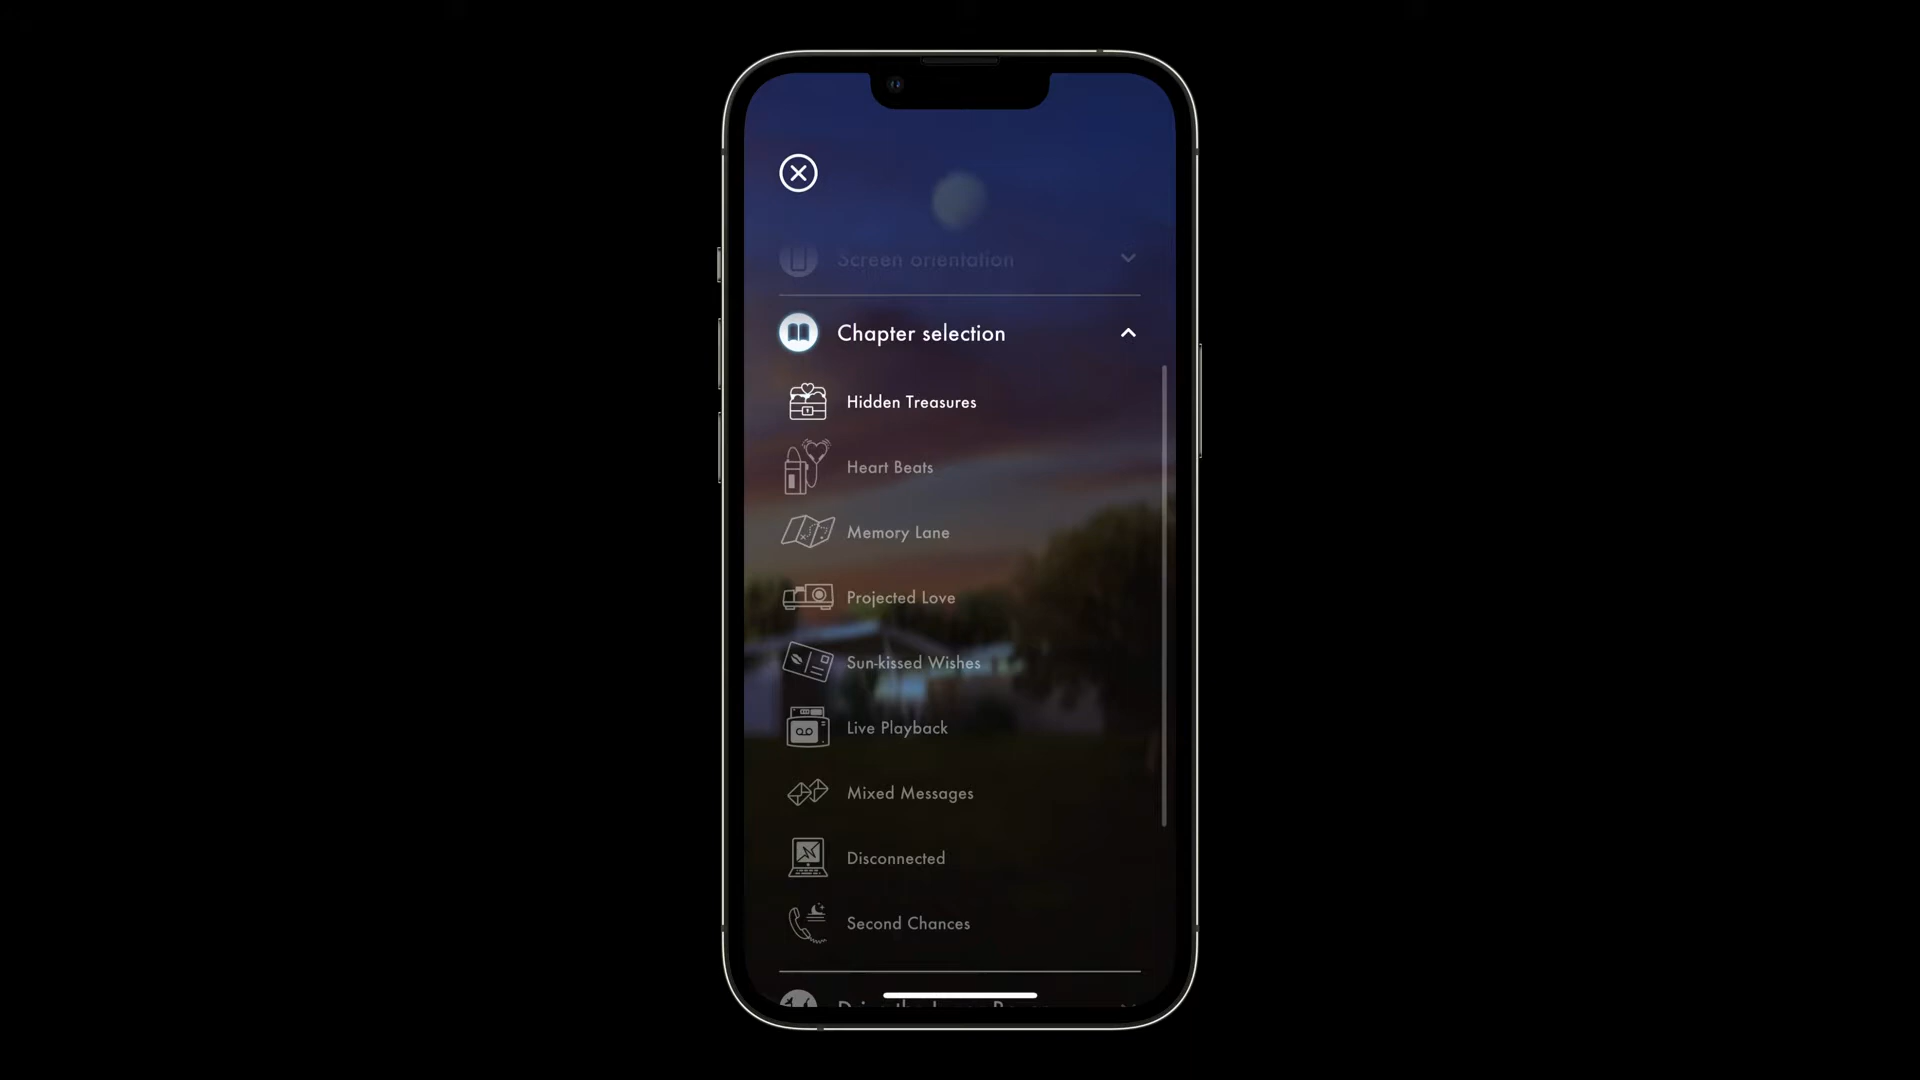 Screen orientation
Chapter selection
Hidden Treasures
Heart Beats
Memory Lane
Projected Love
Sun-kissed Wishes
Live Playback
Mixed Messages
Disconnected
Second Chances